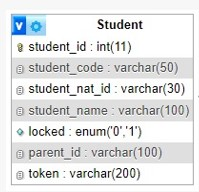 v Student
student_id : int(11)
student_code : varchar(50)
student_nat_id : varchar(30)
student_name : varchar(100)
locked : enum('0','1')
parent_id : varchar(100)
token : varchar(200)